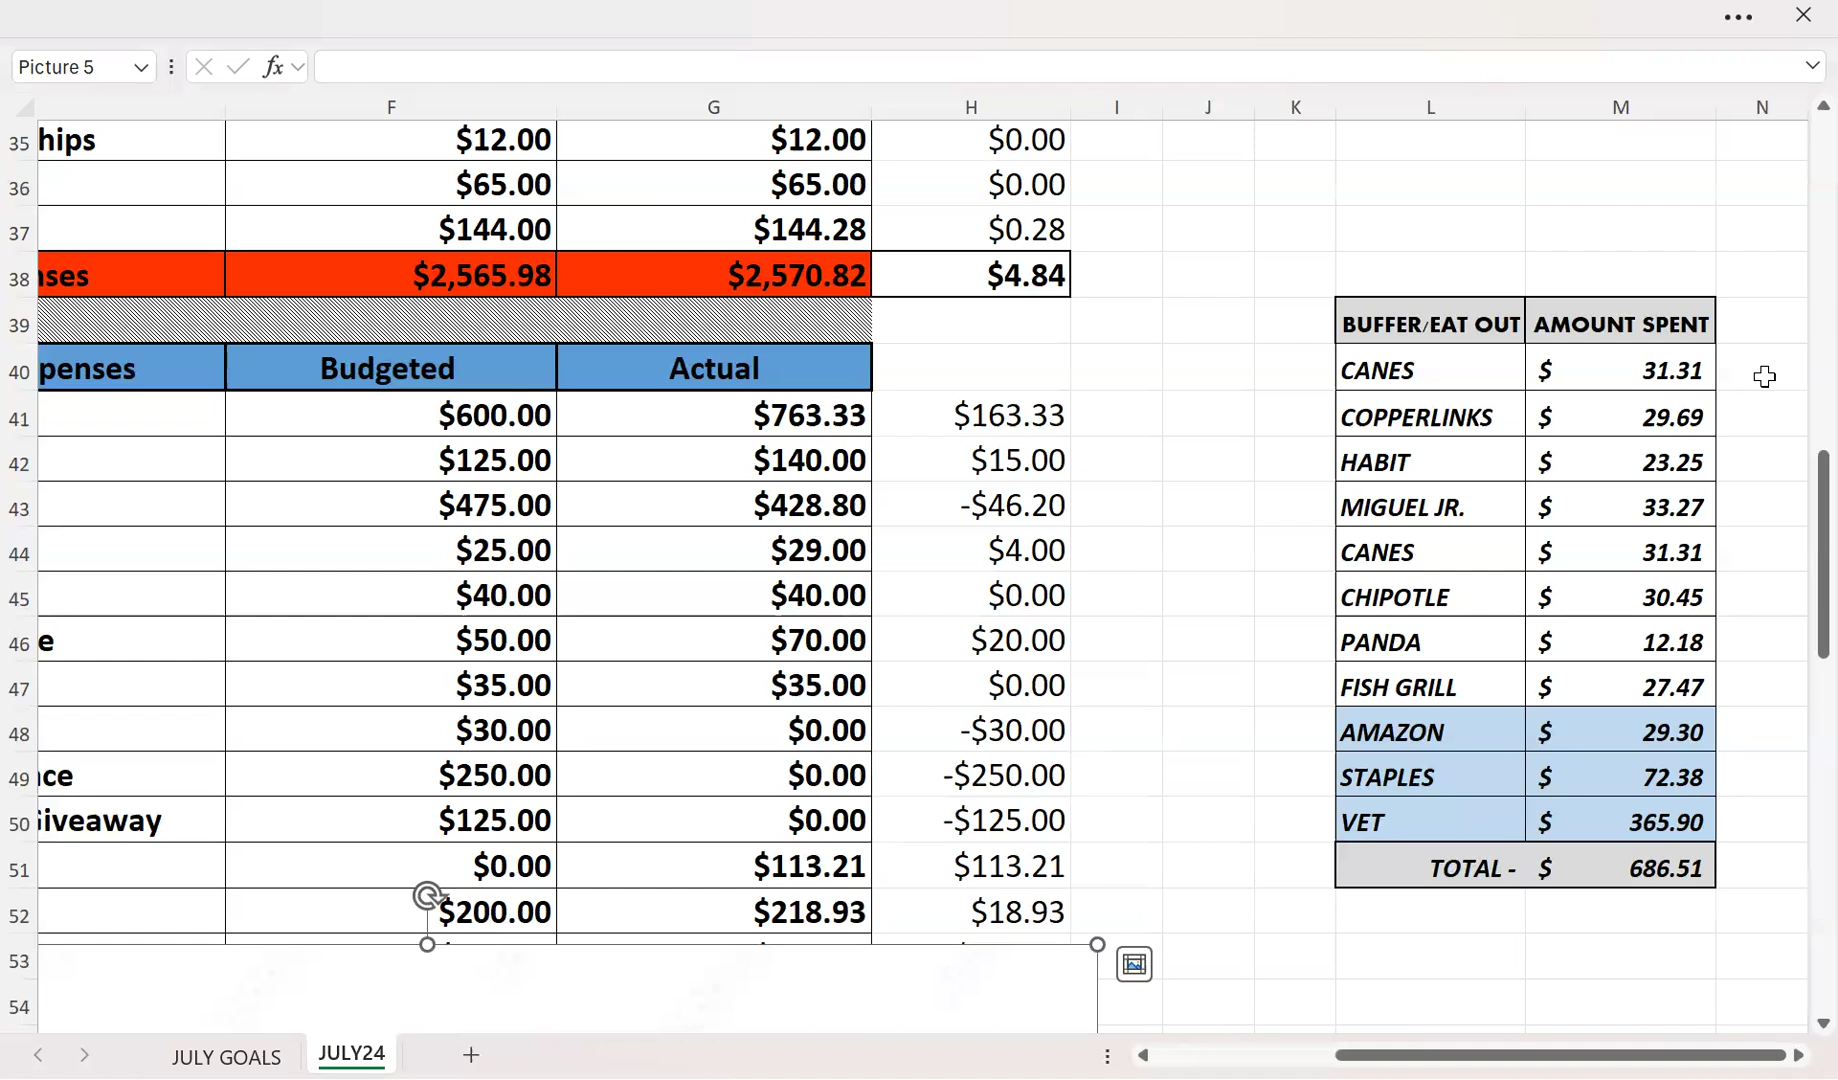 Picture 5 fx
F G H I J K L M N
35 hips $12.00 $12.00 $0.00
36 $65.00 $65.00 $0.00
37 $144.00 $144.28 $0.28
38 nses $2,565.98 $2,570.82 $4.84
39 BUFFER/EAT OUT AMOUNT SPENT
40 penses Budgeted Actual CANES $ 31.31
41 $600.00 $763.33 $163.33 COPPERLINKS $ 29.69
42 $125.00 $140.00 $15.00 HABIT $ 23.25
43 $475.00 $428.80 -$46.20 MIGUEL JR. $ 33.27
44 $25.00 $29.00 $4.00 CANES $ 31.31
45 $40.00 $40.00 $0.00 CHIPOTLE $ 30.45
46 e $50.00 $70.00 $20.00 PANDA $ 12.18
47 $35.00 $35.00 $0.00 FISH GRILL $ 27.47
48 $30.00 $0.00 -$30.00 AMAZON $ 29.30
49 nce $250.00 $0.00 -$250.00 STAPLES $ 72.38
50 Giveaway $125.00 $0.00 -$125.00 VET $ 365.90
51 $0.00 $113.21 $113.21 TOTAL - $ 686.51
52 $200.00 $218.93 $18.93
53
54
JULY GOALS JULY24